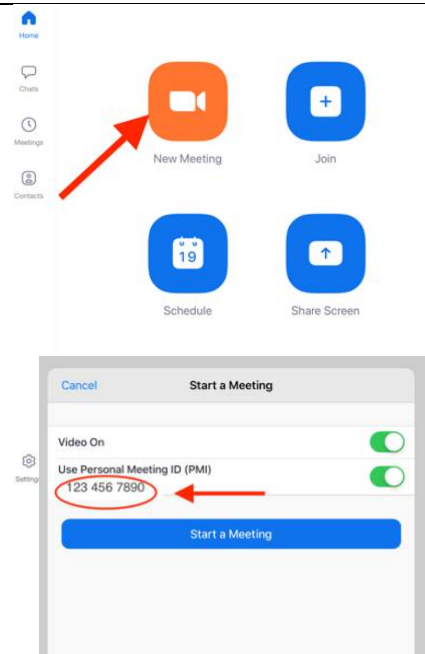 Home
Chats
Meetings
Contacts
New Meeting
Join
19
Schedule
Share Screen
Cancel
Start a Meeting
Video On
Settings
Use Personal Meeting ID (PMI)
123 456 7890
Start a Meeting